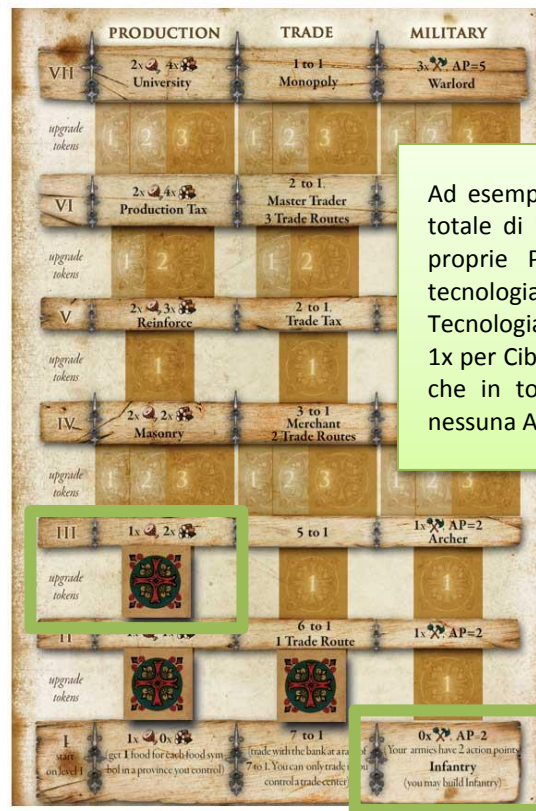 PRODUCTION TRADE MILITARY
VII
2x 4x
University
1 to 1
Monopoly
3x AP=5
Warlord
upgrade
tokens
1 2 3 1 2 3 1 2 3
VI
2x 4x
Production Tax
2 to 1.
Master Trader
3 Trade Routes
upgrade
tokens
1 2
V
2x 3x
Reinforce
2 to 1.
Trade Tax
upgrade
tokens
1 1
IV
2x 2x
Masonry
3 to 1
Merchant
2 Trade Routes
upgrade
tokens
1 2 3 1 2 3 1 2 3
III
1x 2x
5 to 1
1x AP=2
Archer
upgrade
tokens
1 1
II
6 to 1
1 Trade Route
1x AP=2
upgrade
tokens
1
I
start
on level I
1x 0x
(get 1 food for each food sym
bol in a province you control)
7 to 1
(trade with the bank at a rate of
7 to 1. You can only trade if you
control a trade center)
0x AP=2
(Your armies have 2 action points)
Infantry
(you may build Infantry)
Ad esemp
totale di
proprie P
tecnologia
Tecnologia
1x per Cib
che in to
nessuna A